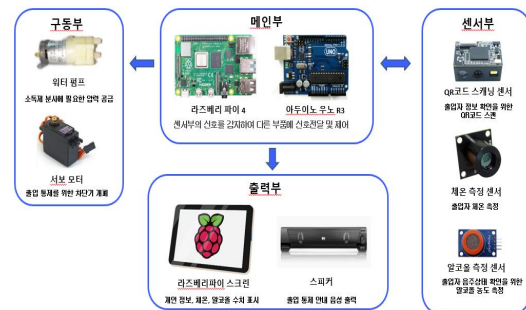 구동부
워터 펌프
소독제 분사에 필요한 압력 공급
서보 모터
출입 통제를 위한 차단기 개폐
메인부
라즈베리 파이 4
아두이노 우노 R3
센서부의 신호를 감지하여 다른 부품에 신호전달 및 제어
출력부
라즈베리파이 스크린
개인 정보, 체온, 알코올 수치 표시
스피커
출입 통제 안내 음성 출력
센서부
QR코드 스캐닝 센서
출입자 정보 확인을 위한
QR코드 스캔
체온 측정 센서
출입자 체온 측정
알코올 측정 센서
출입자 음주상태 확인을 위한
알코올 농도 측정